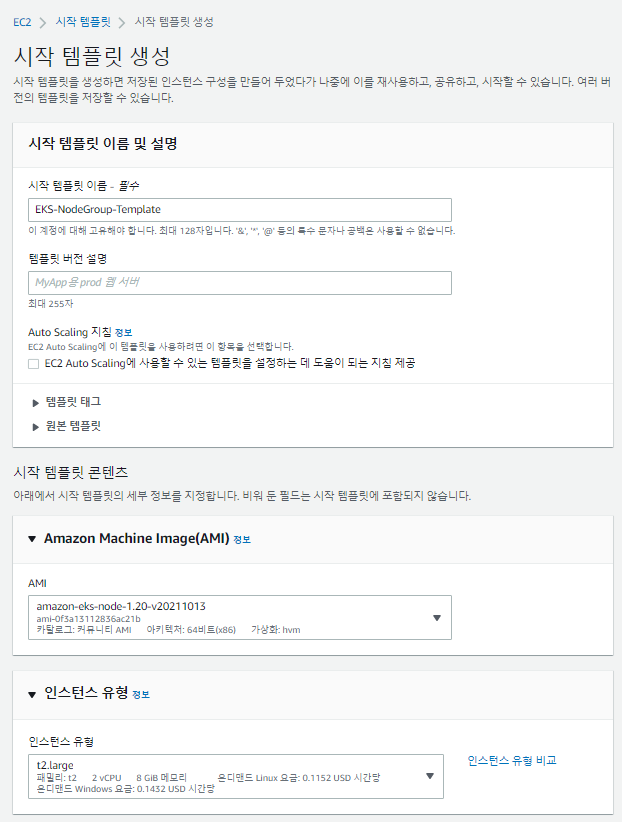 EC2 > 시작 템플릿 > 시작 템플릿 생성
시작 템플릿 생성
시작 템플릿을 생성하면 저장된 인스턴스 구성을 만들어 두었다가 나중에 이를 재사용하고, 공유하고, 시작할 수 있습니다. 여러 버
전의 템플릿을 저장할 수 있습니다.
시작 템플릿 이름 및 설명
시작 템플릿 이름 - 필수
EKS-NodeGroup-Template
이 계정에 대해 고유해야 합니다. 최대 128자입니다. '&', '*', '@' 등의 특수 문자나 공백은 사용할 수 없습니다.
템플릿 버전 설명
MyApp용 prod 웹 서버
최대 255자
Auto Scaling 지침 정보
EC2 Auto Scaling에 이 템플릿을 사용하려면 이 항목을 선택합니다.
EC2 Auto Scaling에 사용할 수 있는 템플릿을 설정하는 데 도움이 되는 지침 제공
템플릿 태그
원본 템플릿
시작 템플릿 콘텐츠
아래에서 시작 템플릿의 세부 정보를 지정합니다. 비워 둔 필드는 시작 템플릿에 포함되지 않습니다.
Amazon Machine Image(AMI) 정보
AMI
amazon-eks-node-1.20-v20211013
ami-0f3a13112836ac21b
카탈로그: 커뮤니티 AMI 아키텍처: 64비트(x86) 가상화: hvm
인스턴스 유형 정보
인스턴스 유형
t2.large
패밀리: t2 2 vCPU 8 GiB 메모리 온디맨드 Linux 요금: 0.1152 USD 시간당
온디맨드 Windows 요금: 0.1432 USD 시간당
인스턴스 유형 비교